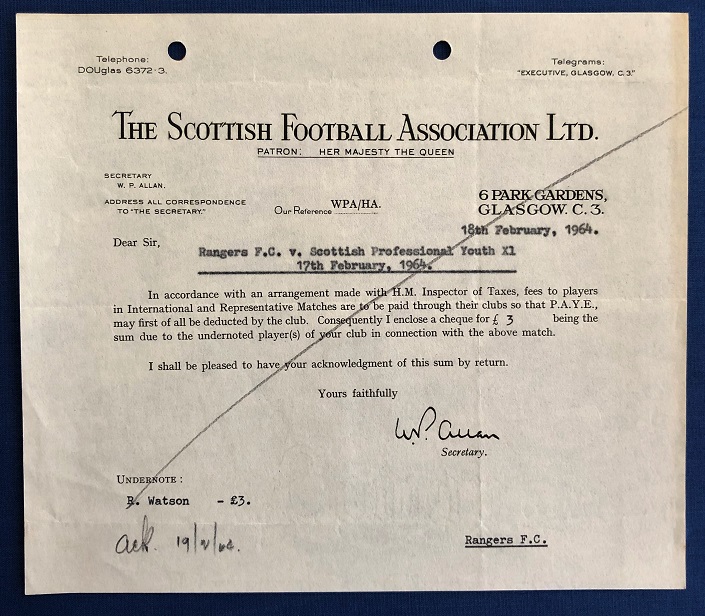 Telephone:
DOUglas 6372-3.
Telegrams:
"EXECUTIVE, GLASGOW, C.3."
THE SCOTTISH FOOTBALL ASSOCIATION LTD.
PATRON: HER MAJESTY THE QUEEN
SECRETARY
W. P. ALLAN.
ADDRESS ALL CORRESPONDENCE
TO "THE SECRETARY."
Our Reference WPA/HA.
6 PARK GARDENS,
GLASGOW. C. 3.
18th February, 1964.
Dear Sir,
Rangers F.C. v. Scottish Professional Youth X1
17th February, 1964.
In accordance with an arrangement made with H.M. Inspector of Taxes, fees to players
in International and Representative Matches are to be paid through their clubs so that P.A.Y.E.,
may first of all be deducted by the club. Consequently I enclose a cheque for £ 3 being the
sum due to the undernoted player(s) of your club in connection with the above match.
I shall be pleased to have your acknowledgment of this sum by return.
Yours faithfully
W.P. Allan
Secretary.
UNDERNOTE :
R. Watson - £3.
ack. 19/2/64.
Rangers F.C.